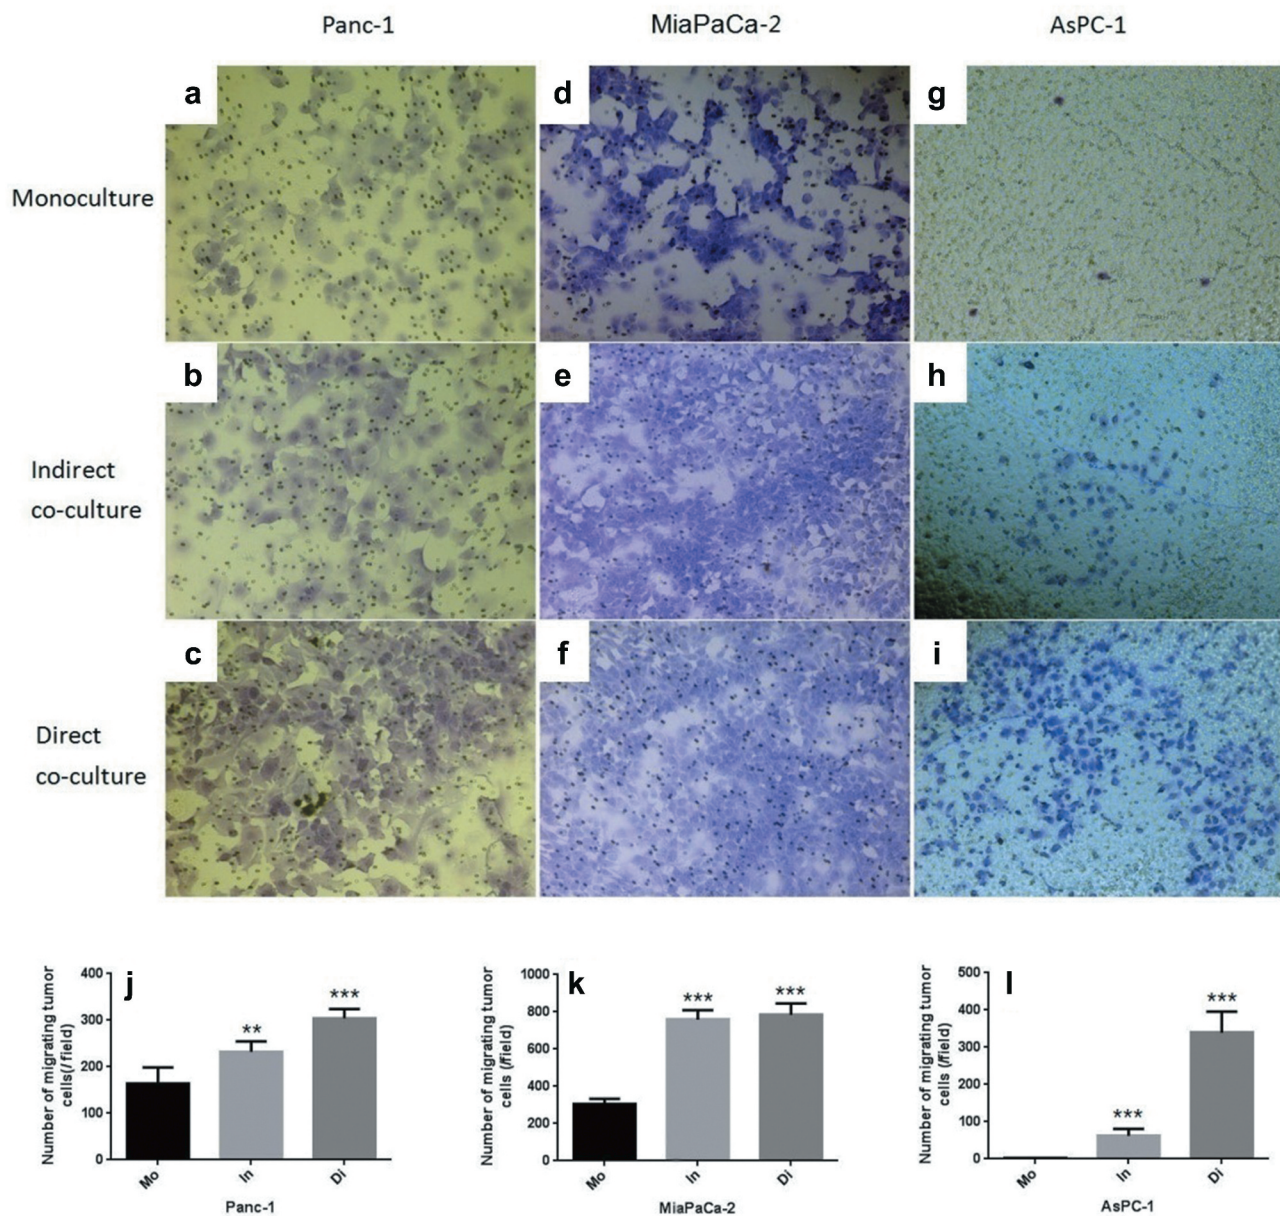 Panc-1
MiaPaCa-2
AsPC-1
Monoculture
a
d
g
Indirect
co-culture
b
e
h
Direct
co-culture
c
f
i
j
Number of migrating tumor
cells(/field)
400
300
200
100
0
**
***
Mo
In
Di
Panc-1
k
Number of migrating tumor
cells (/field)
1000
800
600
400
200
0
***
***
Mo
In
Di
MiaPaCa-2
l
Number of migrating tumor
cells (/field)
500
400
300
200
100
0
***
***
Mo
In
Di
AsPC-1